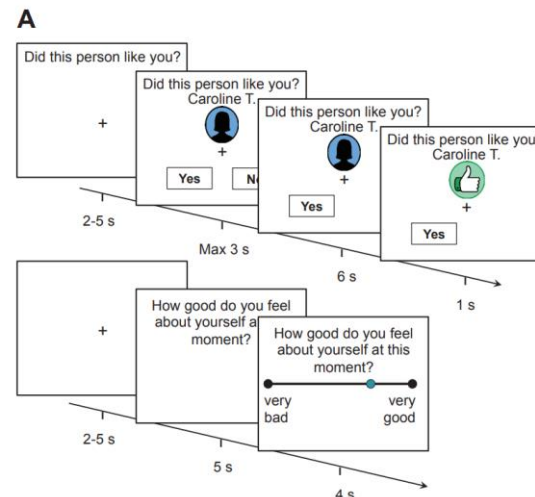 A
Did this person like you?
+
2-5 s
Did this person like you?
Caroline T.
+
Yes
Max 3 s
Did this person like you?
Caroline T.
+
Yes
6 s
Did this person like you
Caroline T.
+
Yes
1 s
+
2-5 s
How good do you feel
about yourself at
moment?
5 s
How good do you feel
about yourself at this
moment?
very
bad
very
good
4 s